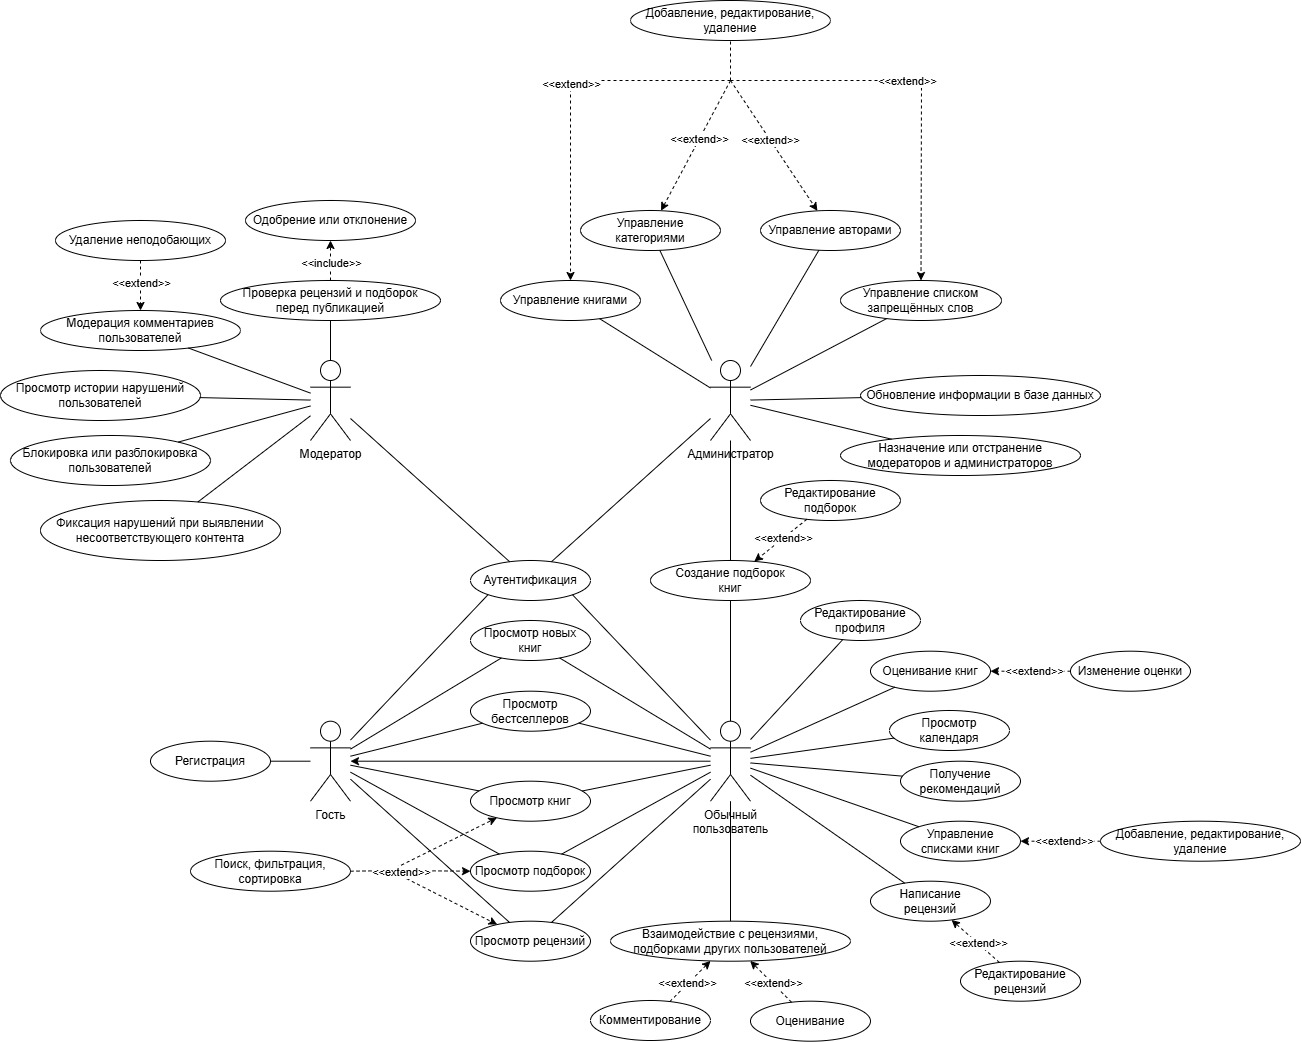 Добавление, редактирование,
удаление
<<extend>>
<<extend>>
<<extend>>
<<extend>>
Одобрение или отклонение
Удаление неподобающих
Управление
категориями
Управление авторами
<<include>>
<<extend>>
Проверка рецензий и подборок
перед публикацией
Управление книгами
Управление списком
запрещённых слов
Модерация комментариев
пользователей
Просмотр истории нарушений
пользователей
Обновление информации в базе данных
Блокировка или разблокировка
пользователей
Модератор
Администратор
Назначение или отстранение
модераторов и администраторов
Редактирование
подборок
Фиксация нарушений при выявлении
несоответствующего контента
<<extend>>
Аутентификация
Создание подборок
книг
Редактирование
профиля
Просмотр новых
книг
Оценивание книг
<<extend>>
Изменение оценки
Просмотр
бестселлеров
Просмотр
календаря
Регистрация
Получение
рекомендаций
Просмотр книг
Гость
Обычный
пользователь
Управление
списками книг
<<extend>>
Добавление, редактирование,
удаление
Поиск, фильтрация,
сортировка
<<extend>>
Просмотр подборок
Написание
рецензий
Просмотр рецензий
Взаимодействие с рецензиями,
подборками других пользователей
<<extend>>
Редактирование
рецензий
<<extend>>
<<extend>>
Комментирование
Оценивание